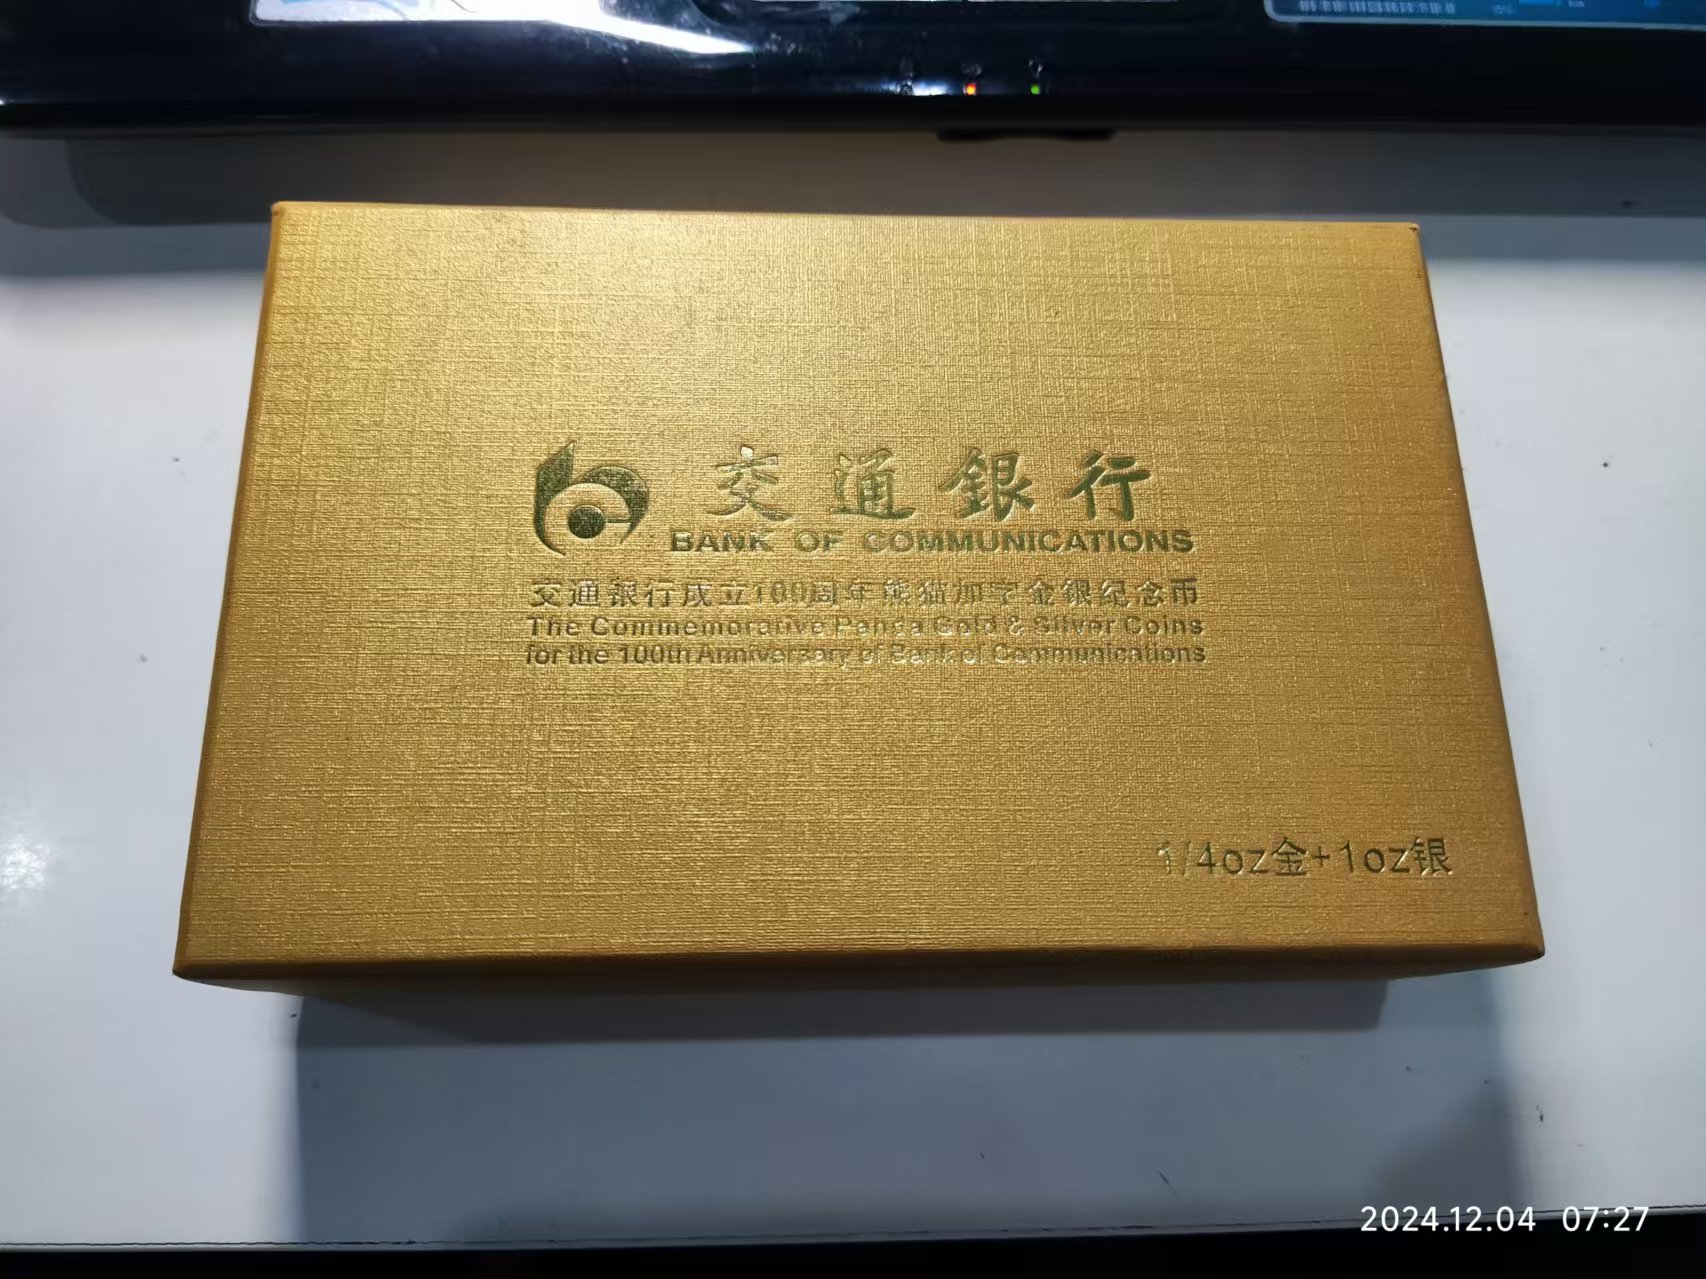 交通銀行
BANK OF COMMUNICATIONS
交通银行成立100周年熊猫加字金银纪念币
The Commemorative Panda Gold & Silver Coins
for the 100th Anniversary of Bank of Communications
1/4oz金+1oz银
2024.12.04 07:27